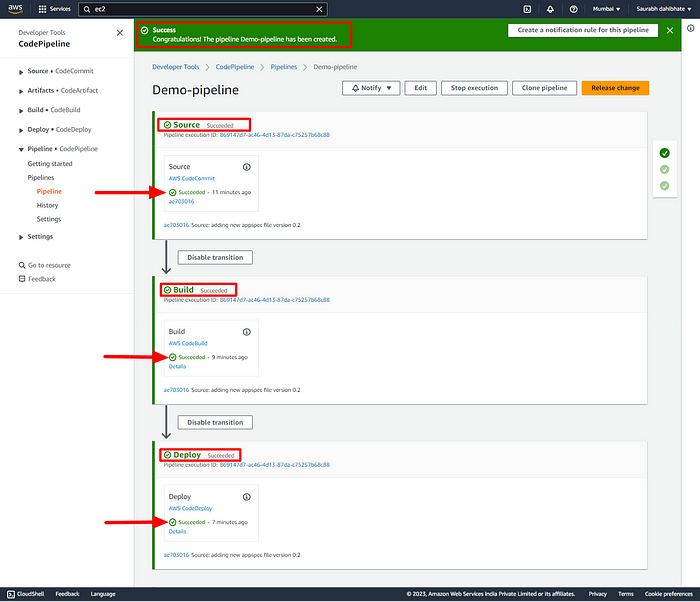 aws
Services
ec2
Mumbai
Saurabh dahibhate
Developer Tools
CodePipeline
Source • CodeCommit
Artifacts • CodeArtifact
Build • CodeBuild
Deploy • CodeDeploy
Pipeline • CodePipeline
Getting started
Pipelines
Pipeline
History
Settings
Settings
Go to resource
Feedback
Success
Congratulations! The pipeline Demo-pipeline has been created.
Create a notification rule for this pipeline
Developer Tools > CodePipeline > Pipelines > Demo-pipeline
Demo-pipeline
Notify
Edit
Stop execution
Clone pipeline
Release change
Source Succeeded
Pipeline execution ID: 869147d7-ac46-4d13-87da-c75257b68c88
Source
AWS CodeCommit
Succeeded - 11 minutes ago
ae703016
ae703016 Source: adding new appspec file version 0.2
Disable transition
Build Succeeded
Pipeline execution ID: 869147d7-ac46-4d13-87da-c75257b68c88
Build
AWS CodeBuild
Succeeded - 9 minutes ago
Details
ae703016 Source: adding new appspec file version 0.2
Disable transition
Deploy Succeeded
Pipeline execution ID: 869147d7-ac46-4d13-87da-c75257b68c88
Deploy
AWS CodeDeploy
Succeeded - 7 minutes ago
Details
ae703016 Source: adding new appspec file version 0.2
CloudShell Feedback Language
© 2023, Amazon Web Services India Private Limited or its affiliates. Privacy Terms Cookie preferences